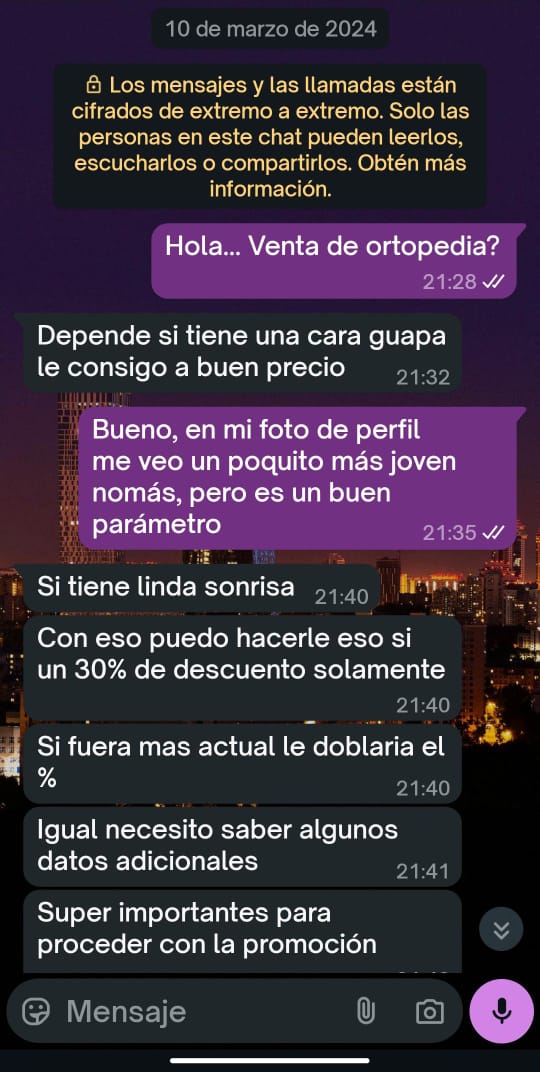 10 de marzo de 2024
Los mensajes y las llamadas están
cifrados de extremo a extremo. Solo las
personas en este chat pueden leerlos,
escucharlos o compartirlos. Obtén más
información.
Hola... Venta de ortopedia?
21:28
Depende si tiene una cara guapa
le consigo a buen precio
21:32
Bueno, en mi foto de perfil
me veo un poquito más joven
nomás, pero es un buen
parámetro
21:35
Si tiene linda sonrisa
21:40
Con eso puedo hacerle eso si
un 30% de descuento solamente
21:40
Si fuera mas actual le doblaria el
%
21:40
Igual necesito saber algunos
datos adicionales
21:41
Super importantes para
proceder con la promoción
Mensaje